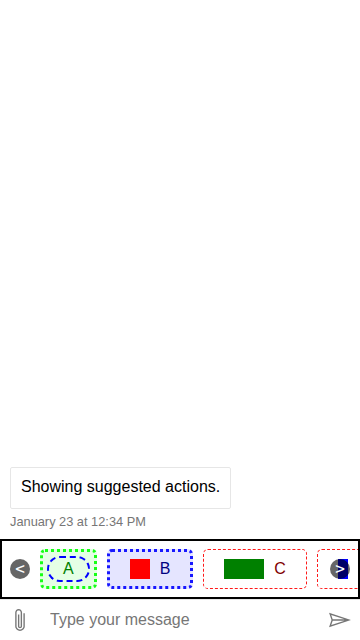 Showing suggested actions.
January 23 at 12:34 PM
< A B C >
Type your message